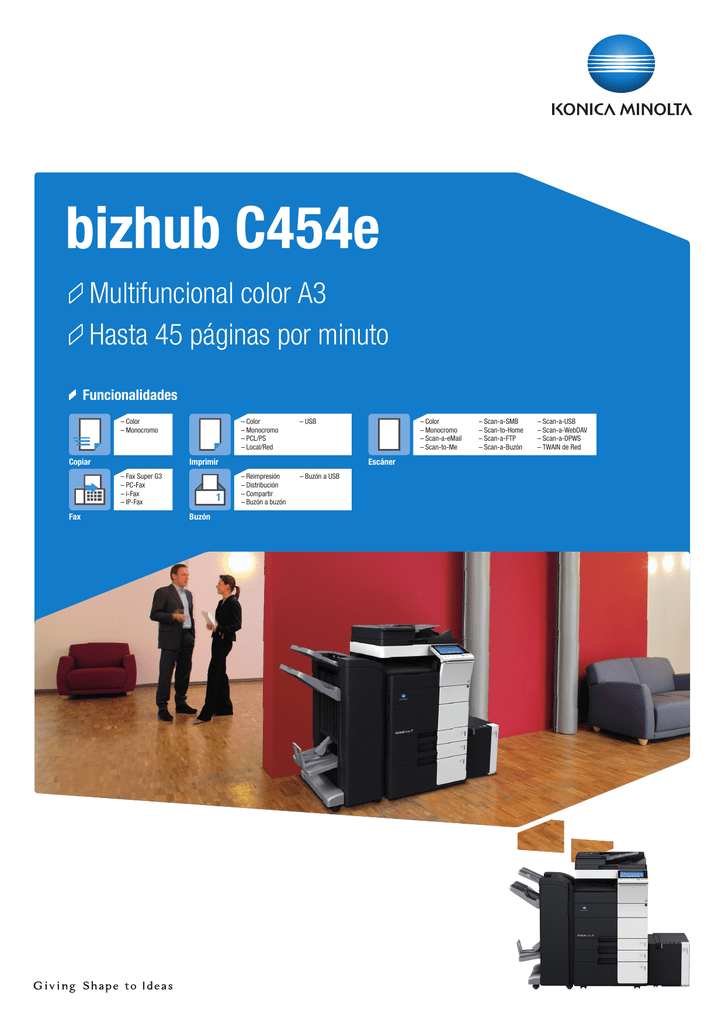 KONICA MINOLTA
bizhub C454e
Multifuncional color A3
Hasta 45 páginas por minuto
Funcionalidades
Copiar
– Color
– Monocromo
Imprimir
– Color
– Monocromo
– PCL/PS
– Local/Red
– USB
Escáner
– Color
– Monocromo
– Scan-a-eMail
– Scan-to-Me
– Scan-a-SMB
– Scan-to-Home
– Scan-a-FTP
– Scan-a-Buzón
– Scan-a-USB
– Scan-a-WebDAV
– Scan-a-DPWS
– TWAIN de Red
Fax
– Fax Super G3
– PC-Fax
– i-Fax
– IP-Fax
1
Buzón
– Reimpresión
– Distribución
– Compartir
– Buzón a buzón
– Buzón a USB
Giving Shape to Ideas